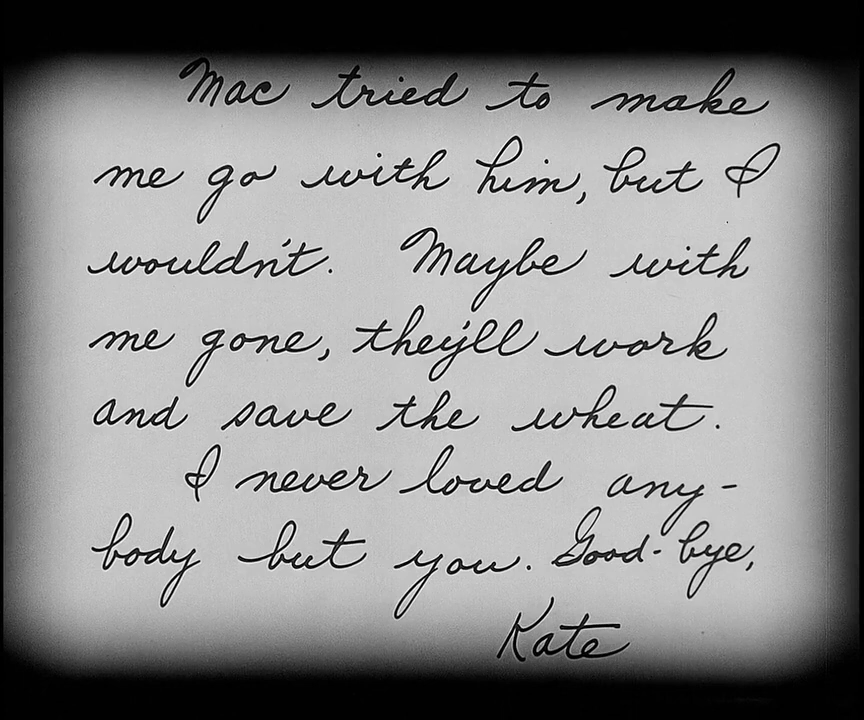 Mac tried to make
me go with him, but I
wouldn't. Maybe with
me gone, they'll work
and save the wheat.
I never loved any-
body but you. Good-bye,
Kate